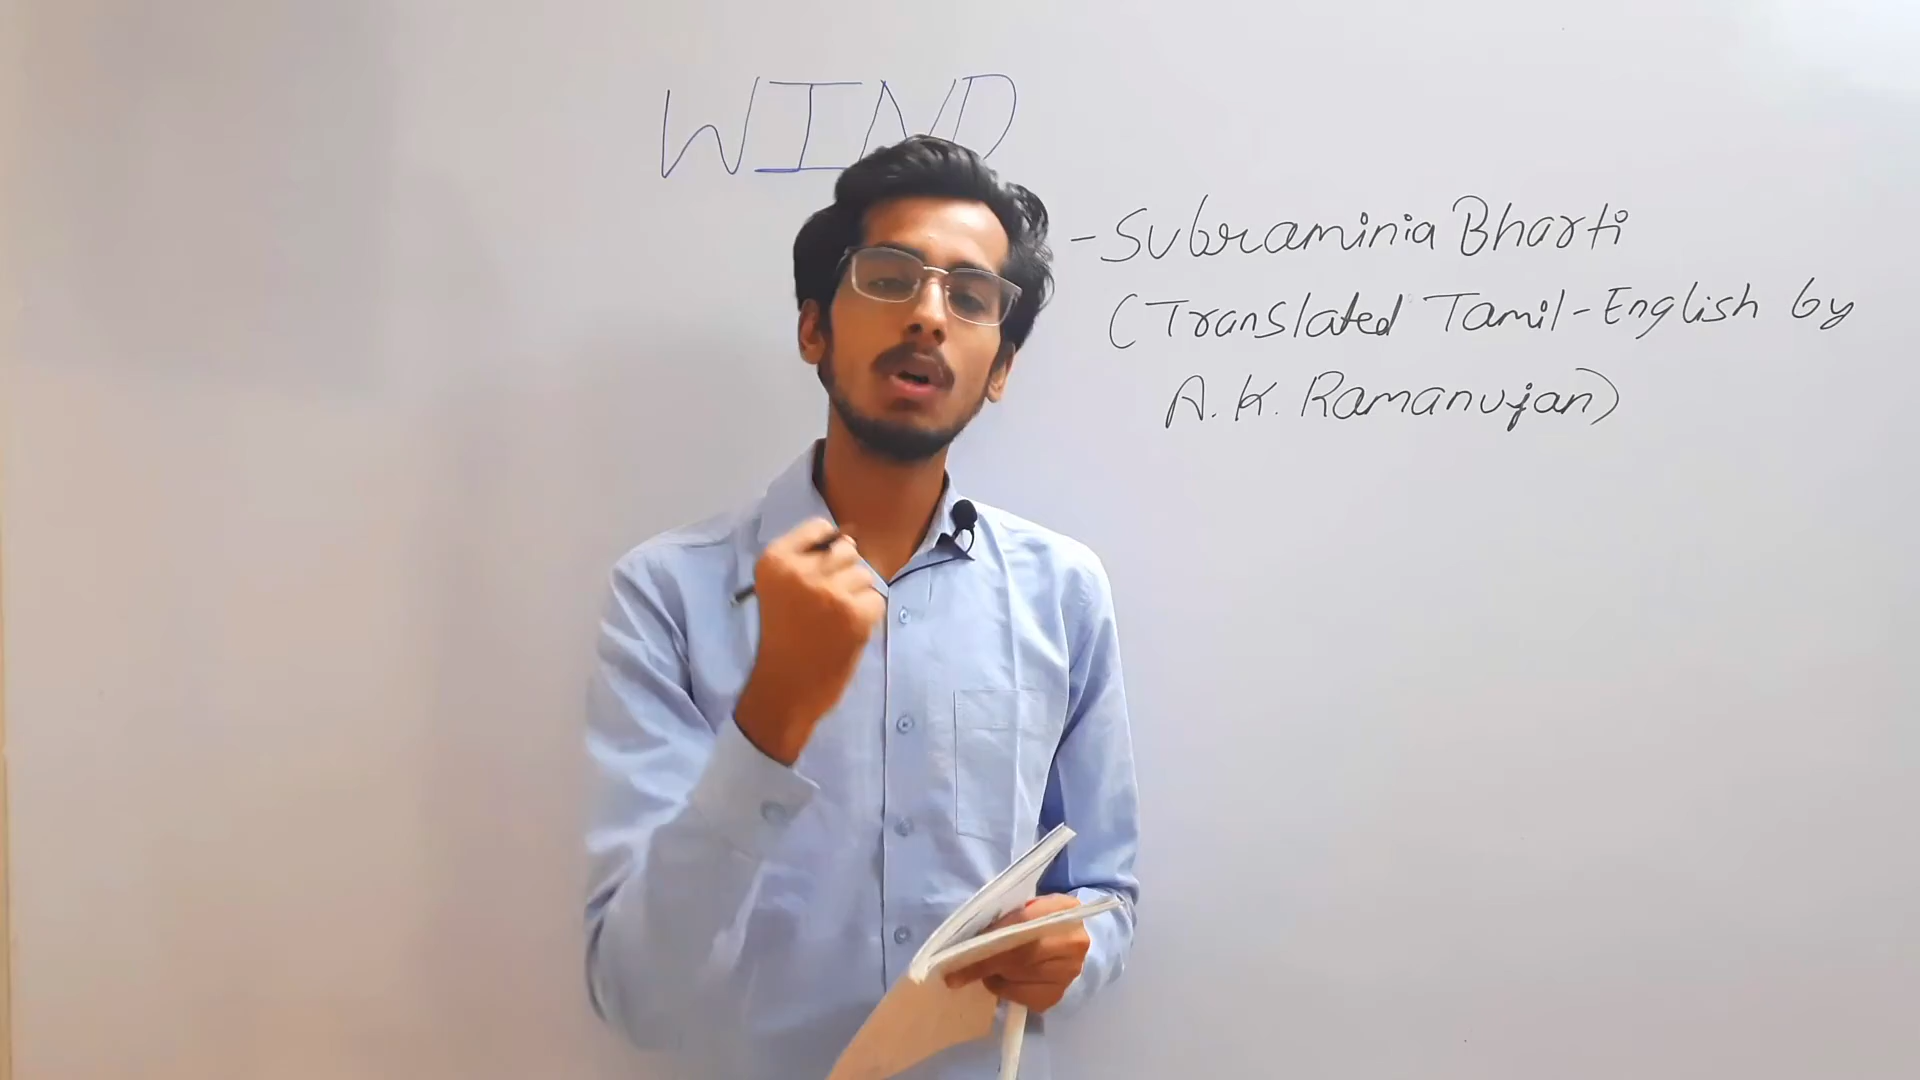 WIND
- Subraminia Bharti
(Translated Tamil-English by
A. K. Ramanujan)